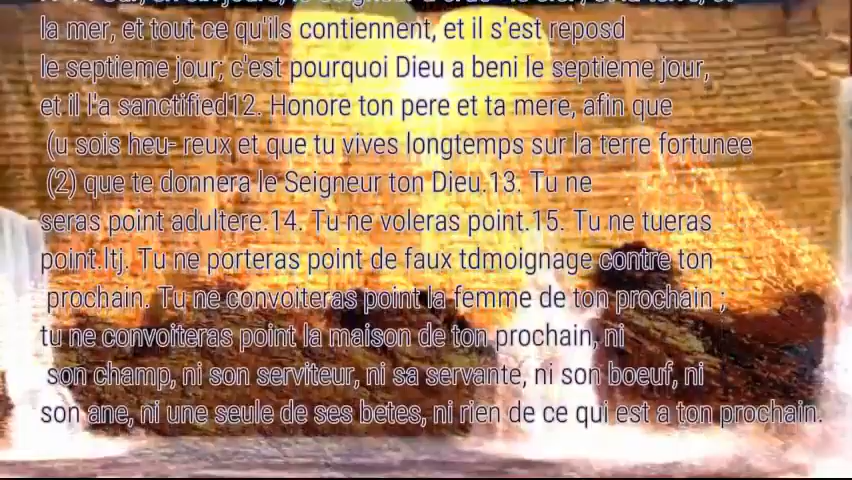 la mer, et tout ce qu'ils contiennent, et il s'est reposd
le septieme jour; c'est pourquoi Dieu a beni le septieme jour,
et il l'a sanctified12. Honore ton pere et ta mere, afin que
(u sois heu- reux et que tu vives longtemps sur la terre fortunee
(2) que te donnera le Seigneur ton Dieu.13. Tu ne
seras point adultere.14. Tu ne voleras point.15. Tu ne tueras
point.ltj. Tu ne porteras point de faux tdmoignage contre ton
prochain. Tu ne convoiteras point la femme de ton prochain ;
tu ne convoiteras point la maison de ton prochain, ni
son champ, ni son serviteur, ni sa servante, ni son boeuf, ni
son ane, ni une seule de ses betes, ni rien de ce qui est a ton prochain.